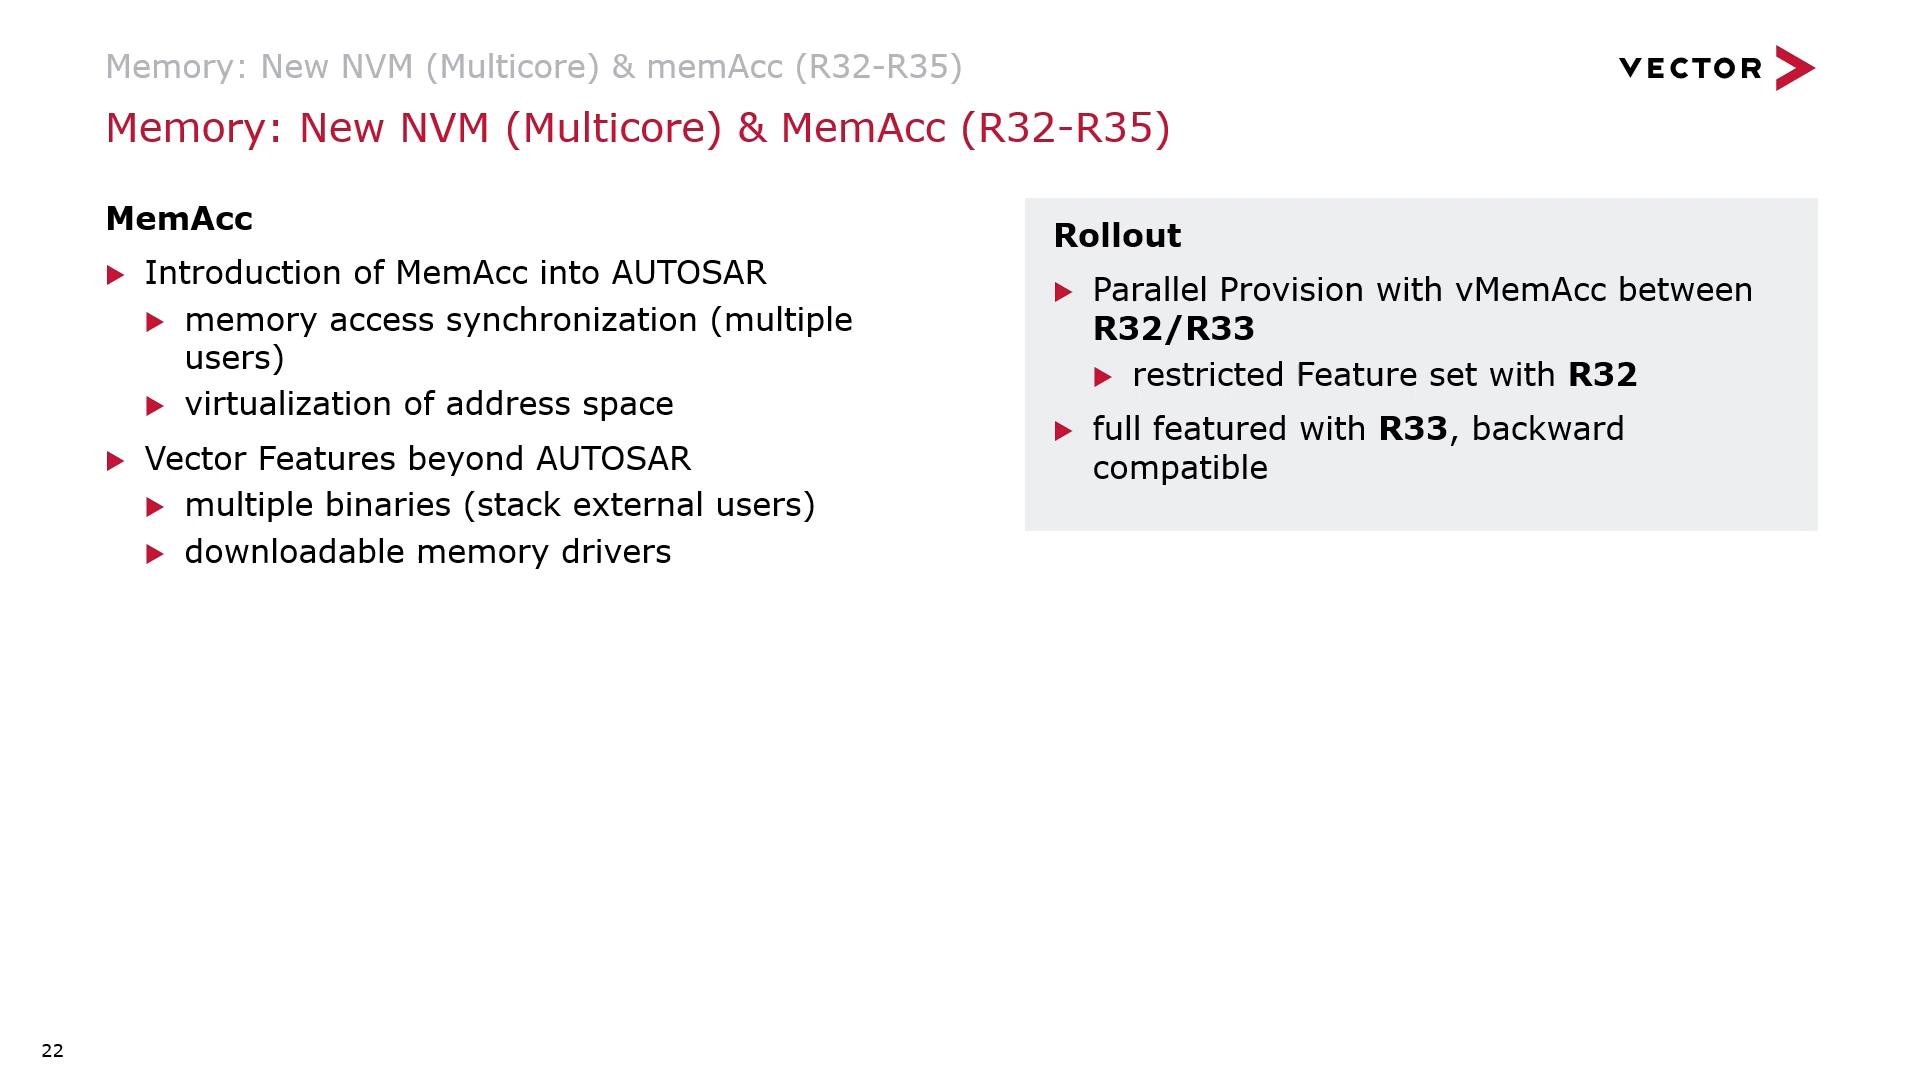 Memory: New NVM (Multicore) & memAcc (R32-R35)
VECTOR
Memory: New NVM (Multicore) & MemAcc (R32-R35)
MemAcc
Introduction of MemAcc into AUTOSAR
memory access synchronization (multiple
users)
virtualization of address space
Vector Features beyond AUTOSAR
multiple binaries (stack external users)
downloadable memory drivers
Rollout
Parallel Provision with vMemAcc between
R32/R33
restricted Feature set with R32
full featured with R33, backward
compatible
22